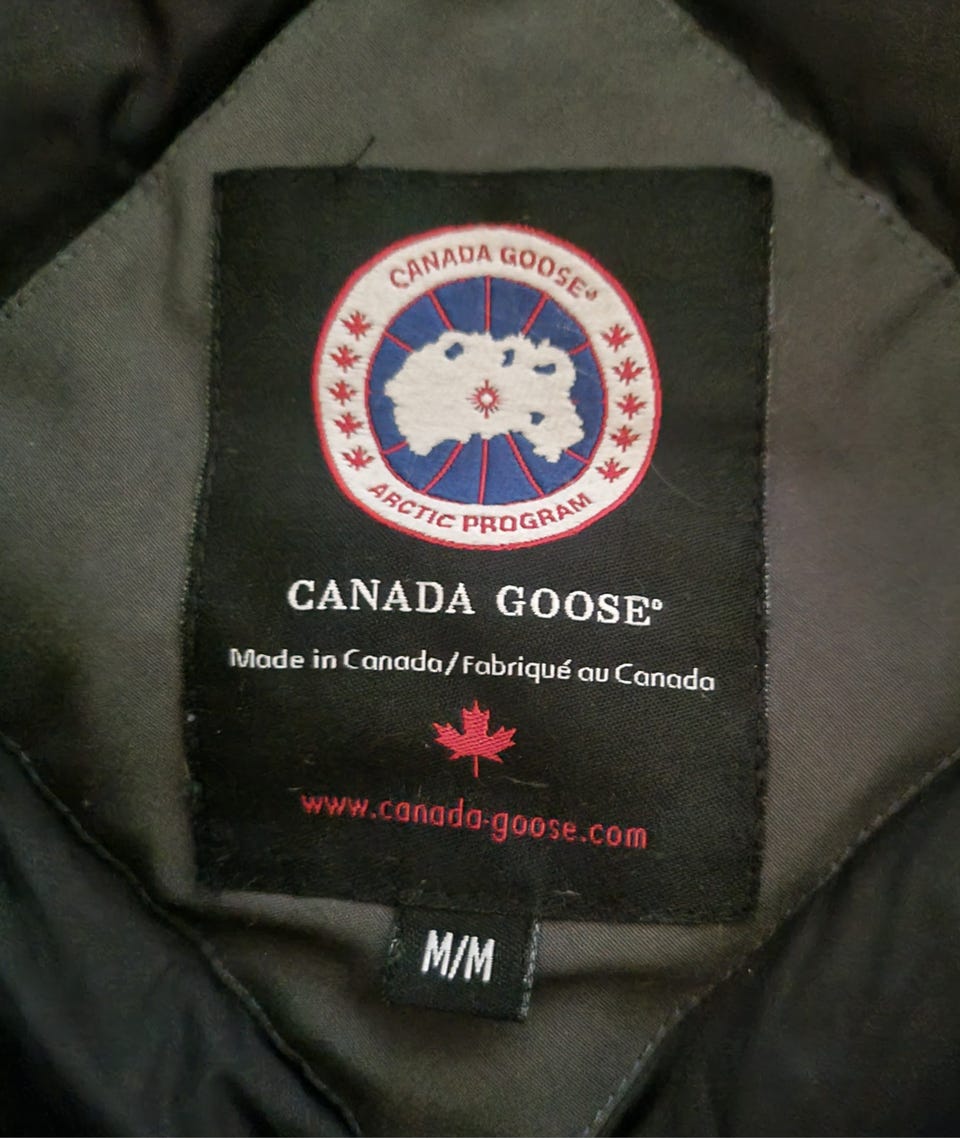 CANADA GOOSE®
ARCTIC PROGRAM
CANADA GOOSE®
Made in Canada/Fabriqué au Canada
www.canada-goose.com
M/M